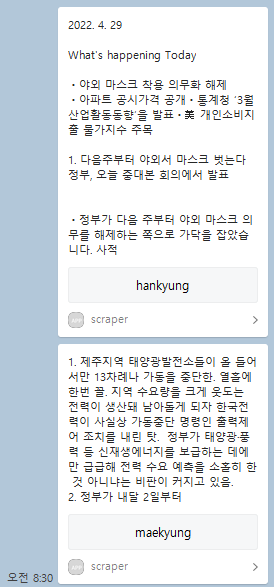 2022. 4. 29
What's happening Today
・야외 마스크 착용 의무화 해제
・아파트 공시가격 공개・통계청 '3월
산업활동동향'을 발표・美 개인소비지
출 물가지수 주목
1. 다음주부터 야외서 마스크 벗는다
정부, 오늘 중대본 회의에서 발표
・정부가 다음 주부터 야외 마스크 의
무를 해제하는 쪽으로 가닥을 잡았습
니다. 사적
hankyung
APP scraper
1. 제주지역 태양광발전소들이 올 들어
서만 13차례나 가동을 중단한. 열흘에
한번 꼴. 지역 수요량을 크게 웃도는
전력이 생산돼 남아돌게 되자 한국전
력이 사실상 가동중단 명령인 출력제
어 조치를 내린 탓.  정부가 태양광·풍
력 등 신재생에너지를 보급하는 데에
만 급급해 전력 수요 예측을 소홀히 한
것 아니냐는 비판이 커지고 있음.
2. 정부가 내달 2일부터
maekyung
APP scraper
오전 8:30